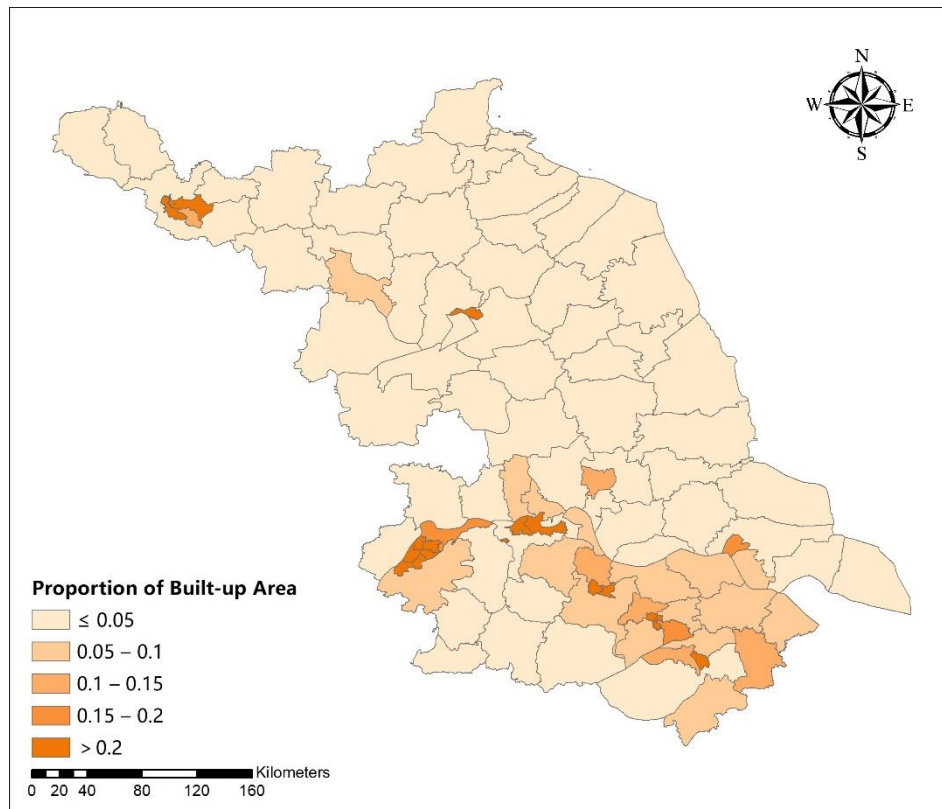 N
W E
S
Proportion of Built-up Area
≤ 0.05
0.05 – 0.1
0.1 – 0.15
0.15 – 0.2
> 0.2
Kilometers
0 20 40 80 120 160